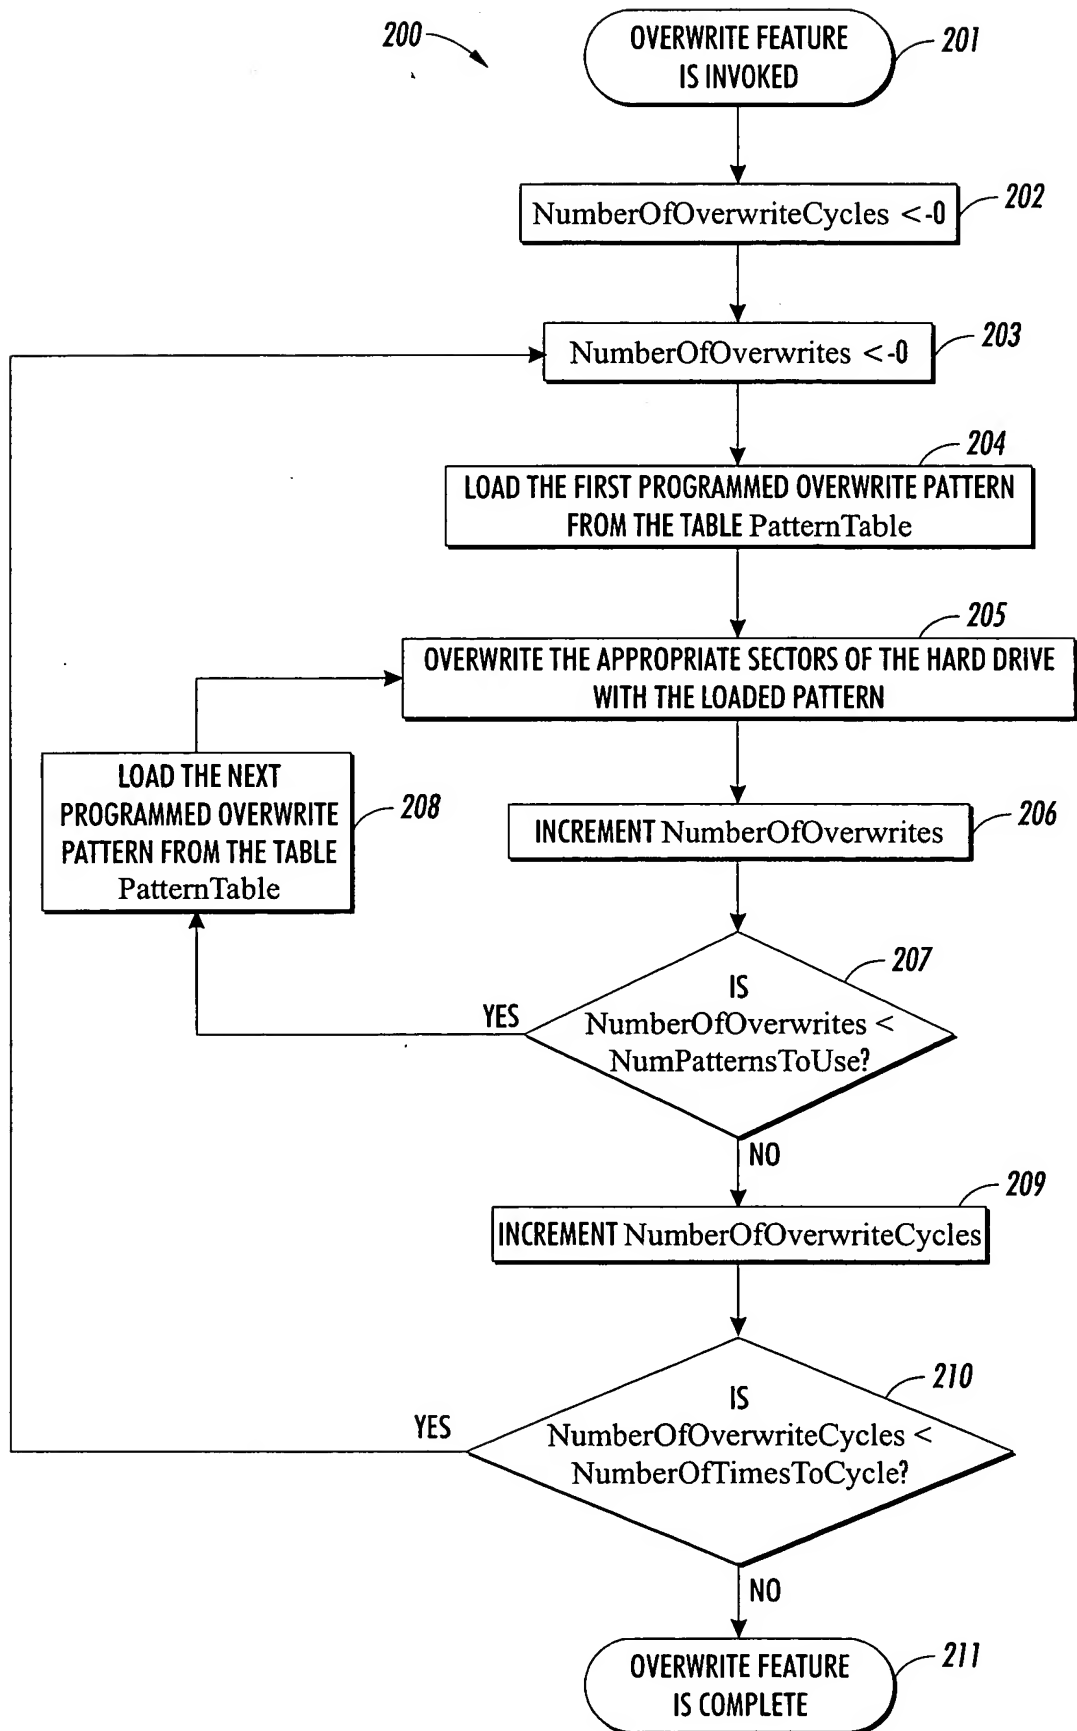 200
OVERWRITE FEATURE
IS INVOKED
201
NumberOfOverwriteCycles <-0
202
NumberOfOverwrites <-0
203
204
LOAD THE FIRST PROGRAMMED OVERWRITE PATTERN
FROM THE TABLE PatternTable
205
OVERWRITE THE APPROPRIATE SECTORS OF THE HARD DRIVE
WITH THE LOADED PATTERN
LOAD THE NEXT
PROGRAMMED OVERWRITE
PATTERN FROM THE TABLE
PatternTable
208
INCREMENT NumberOfOverwrites
206
207
IS
NumberOfOverwrites <
NumPatternsToUse?
YES
NO
209
INCREMENT NumberOfOverwriteCycles
210
IS
NumberOfOverwriteCycles <
NumberOfTimesToCycle?
YES
NO
OVERWRITE FEATURE
IS COMPLETE
211